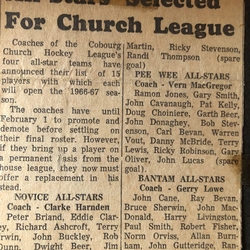 For Church League
Coaches of the Cobourg
Church Hockey League's
four all-star teams have
announced their list of 15
players with which each
will open the 1966-67
season.
The coaches have until
February 1 to promote and
demote before settling on
their final roster. However,
if they bring up a player on
a permanent basis from the
house league, they now must
offer a replacement in his
stead.
NOVICE ALL-STARS
Coach - Clarke Harnden
Peter Briand, Eddie Clar-
key, Richard Ashcroft, Terry
Irwin, John Buckley, Rob
Dunn, Dwight Beer, Jim
Martin, Ricky Stevenson,
Randi Thompson (spare
goal)
PEE WEE ALL-STARS
Coach - Vern MacGregor
Ramon Jones, Gary Smith,
John Cavanaugh, Pat Kelly,
Doug Choiniere, Garth Beer,
John Donaghey, Bob Stev-
enson, Carl Bevan, Warren
Vout, Danny McBride, Terry
Lewis, Ricky Robinson, Gary
Oliver, John Lucas (spare
goal).
BANTAM ALL-STARS
Coach - Gerry Lowe
John Cane, Ray Bevan,
Bruce Sherwin, John Mac-
Donald, Harry Livingston,
Paul Smith, Robert Fisher,
Norm Orviss, Allan Burn-
ham, John Gutteridge, Bar-